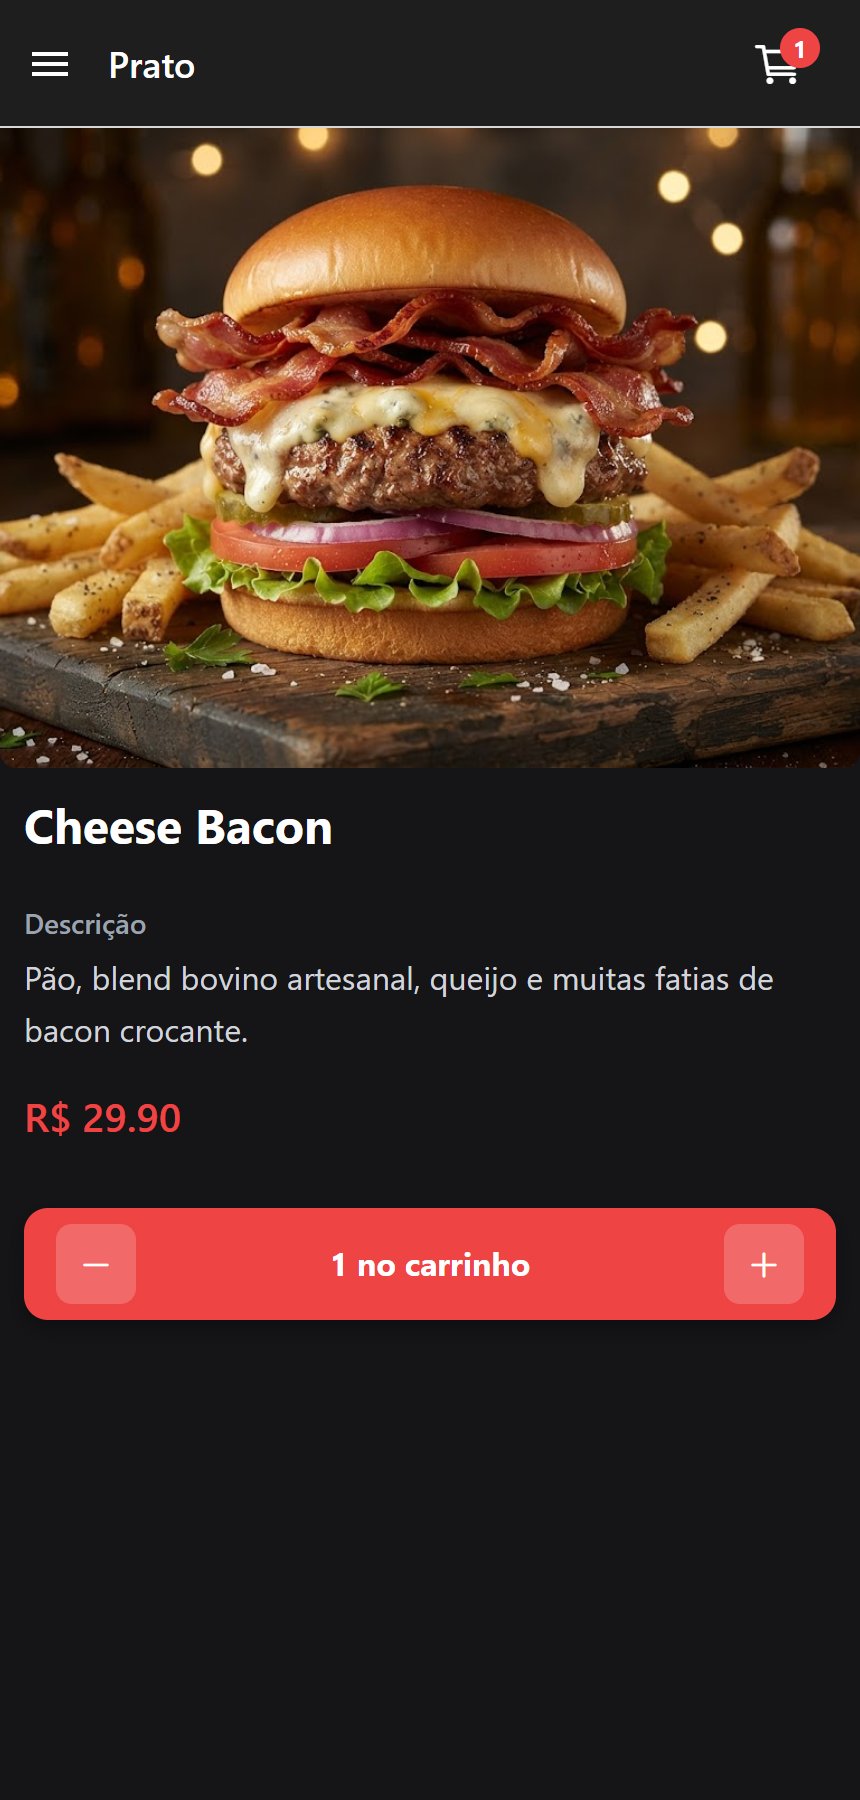 Prato
1
Cheese Bacon
Descrição
Pão, blend bovino artesanal, queijo e muitas fatias de
bacon crocante.
R$ 29.90
1 no carrinho